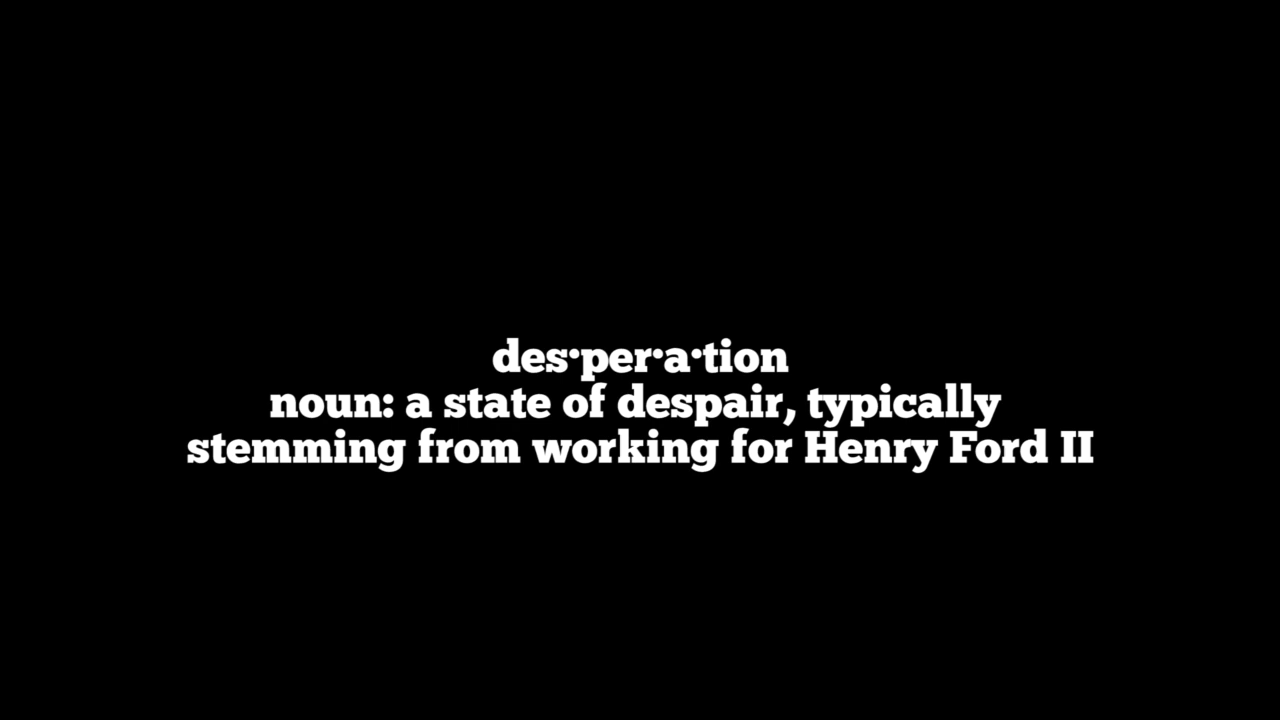 des•per•a•tion
noun: a state of despair, typically
stemming from working for Henry Ford II